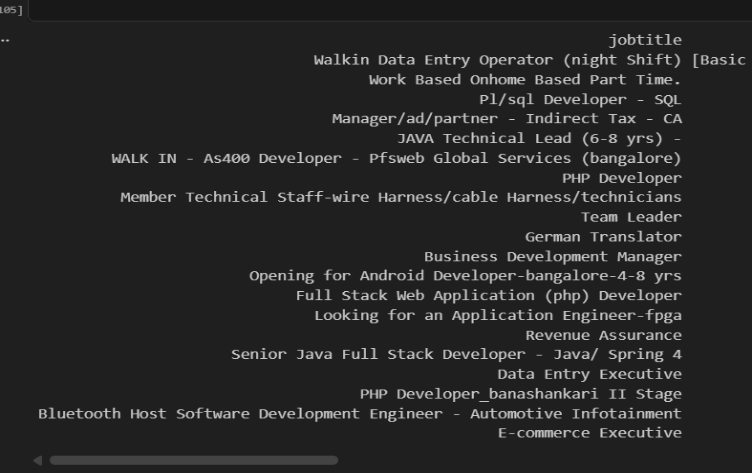 105]
..
jobtitle
Walkin Data Entry Operator (night Shift) [Basic
Work Based Onhome Based Part Time.
Pl/sql Developer - SQL
Manager/ad/partner - Indirect Tax - CA
JAVA Technical Lead (6-8 yrs) -
WALK IN - As400 Developer - Pfsweb Global Services (bangalore)
PHP Developer
Member Technical Staff-wire Harness/cable Harness/technicians
Team Leader
German Translator
Business Development Manager
Opening for Android Developer-bangalore-4-8 yrs
Full Stack Web Application (php) Developer
Looking for an Application Engineer-fpga
Revenue Assurance
Senior Java Full Stack Developer - Java/ Spring 4
Data Entry Executive
PHP Developer_banashankari II Stage
Bluetooth Host Software Development Engineer - Automotive Infotainment
E-commerce Executive